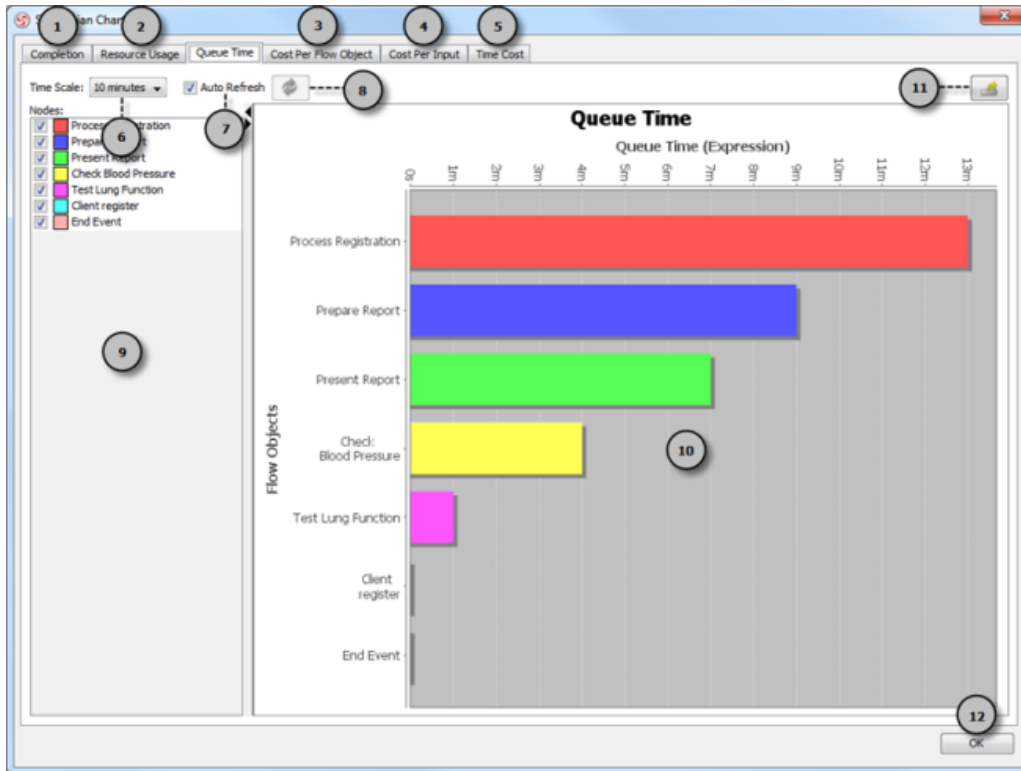 1
2
3
4
5
Completion
Resource Usage
Queue Time
Cost Per Flow Object
Cost Per Input
Time Cost
Time Scale:
10 minutes
Auto Refresh
8
11
6
7
Nodes:
Prepare
Present Report
Check Blood Pressure
Test Lung Function
Client register
End Event
9
Queue Time
Queue Time (Expression)
0s
1m
2m
3m
4m
5m
6m
7m
8m
9m
10m
11m
12m
13m
Flow Objects
Process Registration
Prepare Report
Present Report
Check:
Blood Pressure
Test Lung Function
Client
register
End Event
10
12
OK